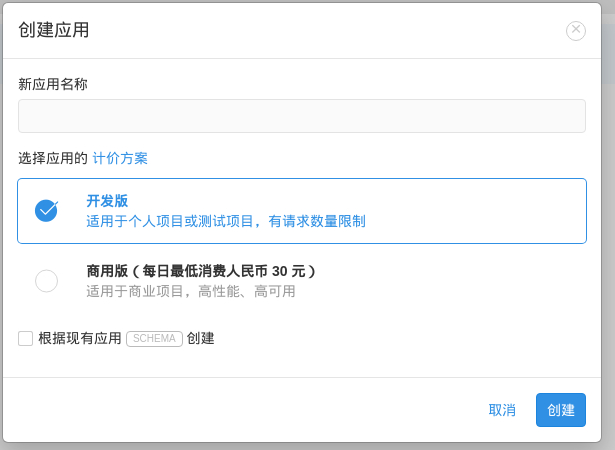 创建应用
新应用名称
选择应用的 计价方案
开发版
适用于个人项目或测试项目，有请求数量限制
商用版（每日最低消费人民币 30 元）
适用于商业项目，高性能、高可用
根据现有应用 SCHEMA 创建
取消 创建